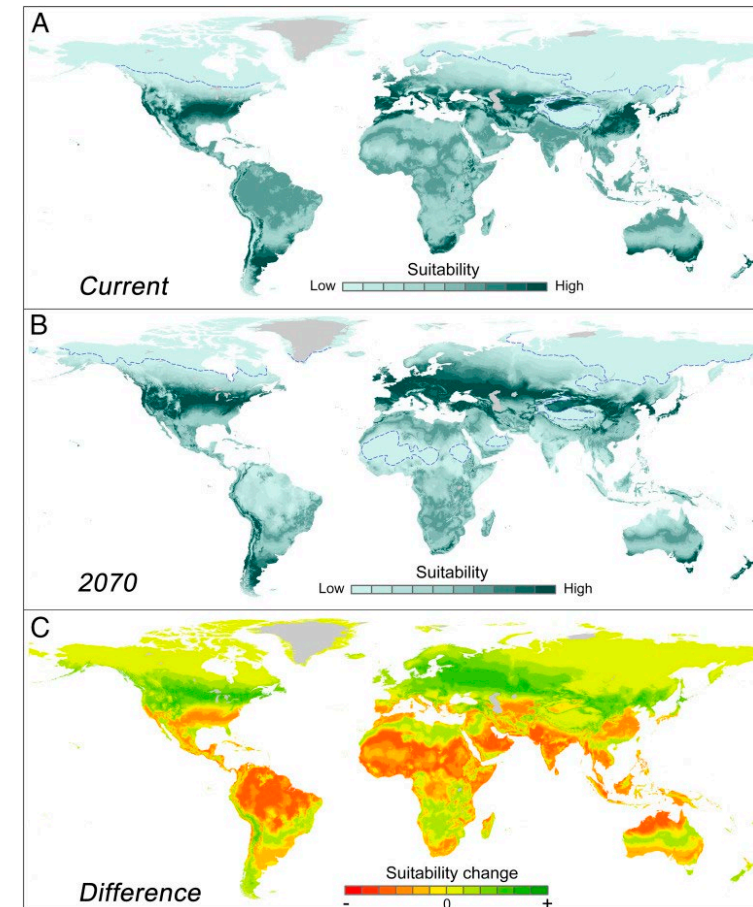 A
Suitability
Low High
Current
B
Suitability
Low High
2070
C
Suitability change
- 0 +
Difference